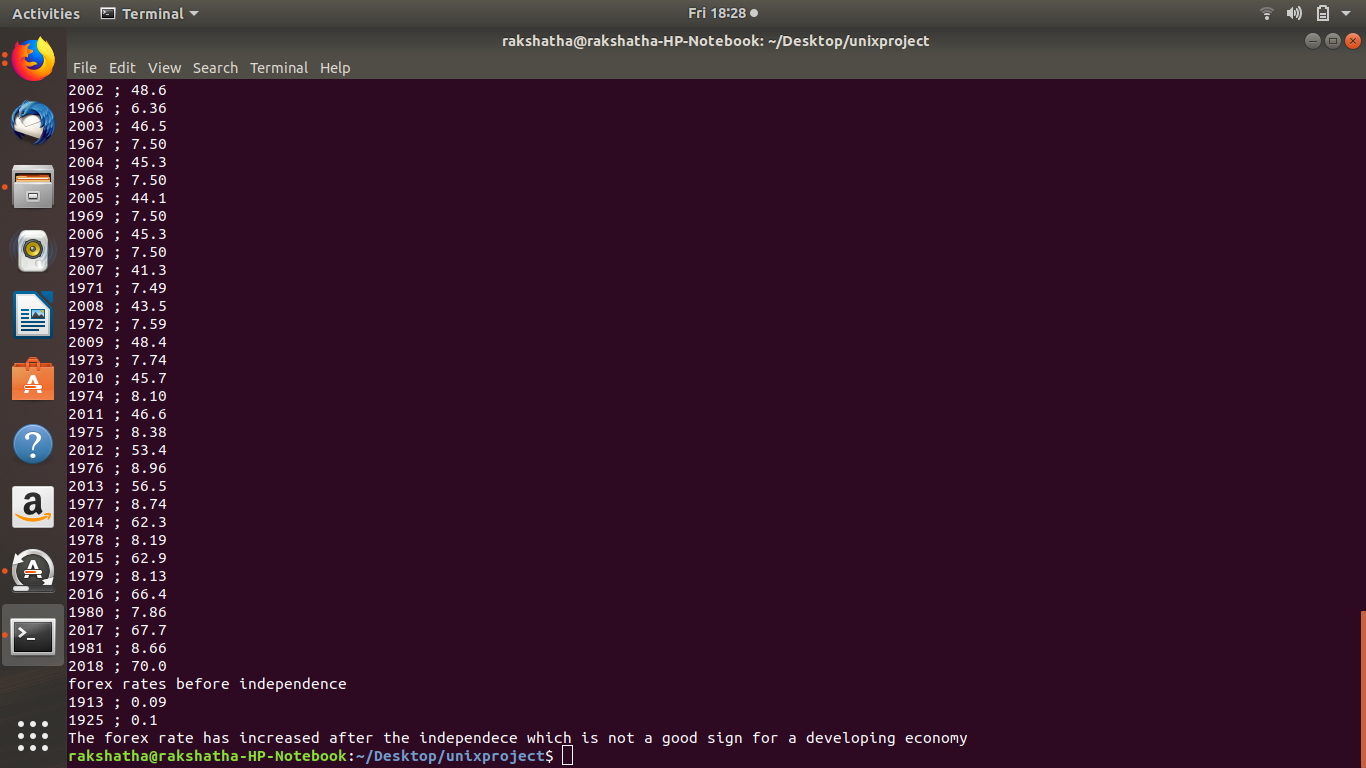 Activities Terminal Fri 18:28
rakshatha@rakshatha-HP-Notebook: ~/Desktop/unixproject
File Edit View Search Terminal Help
2002 ; 48.6
1966 ; 6.36
2003 ; 46.5
1967 ; 7.50
2004 ; 45.3
1968 ; 7.50
2005 ; 44.1
1969 ; 7.50
2006 ; 45.3
1970 ; 7.50
2007 ; 41.3
1971 ; 7.49
2008 ; 43.5
1972 ; 7.59
2009 ; 48.4
1973 ; 7.74
2010 ; 45.7
1974 ; 8.10
2011 ; 46.6
1975 ; 8.38
2012 ; 53.4
1976 ; 8.96
2013 ; 56.5
1977 ; 8.74
2014 ; 62.3
1978 ; 8.19
2015 ; 62.9
1979 ; 8.13
2016 ; 66.4
1980 ; 7.86
2017 ; 67.7
1981 ; 8.66
2018 ; 70.0
forex rates before independence
1913 ; 0.09
1925 ; 0.1
The forex rate has increased after the independece which is not a good sign for a developing economy
rakshatha@rakshatha-HP-Notebook:~/Desktop/unixproject$